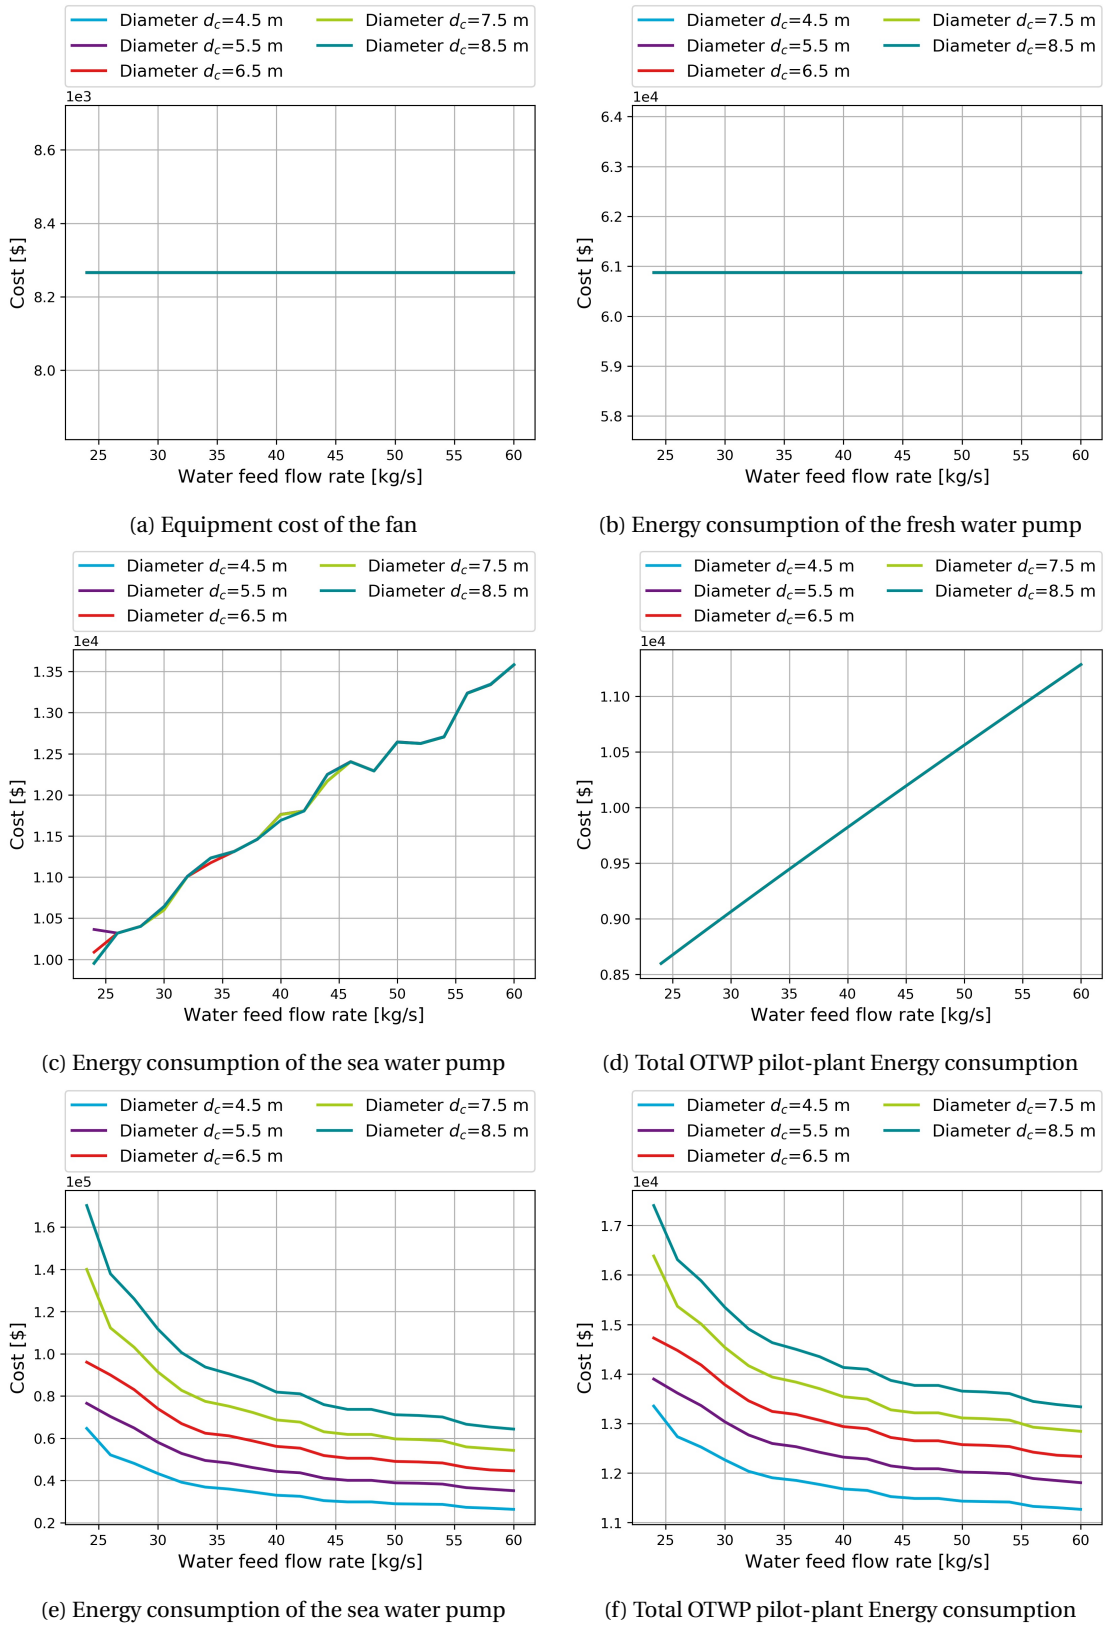 Diameter d_c=4.5 m Diameter d_c=7.5 m
Diameter d_c=5.5 m Diameter d_c=8.5 m
Diameter d_c=6.5 m
1e3
8.6
8.4
8.2
8.0
Cost [$]
25 30 35 40 45 50 55 60
Water feed flow rate [kg/s]
(a) Equipment cost of the fan
Diameter d_c=4.5 m Diameter d_c=7.5 m
Diameter d_c=5.5 m Diameter d_c=8.5 m
Diameter d_c=6.5 m
1e4
6.4
6.3
6.2
6.1
6.0
5.9
5.8
Cost [$]
25 30 35 40 45 50 55 60
Water feed flow rate [kg/s]
(b) Energy consumption of the fresh water pump
Diameter d_c=4.5 m Diameter d_c=7.5 m
Diameter d_c=5.5 m Diameter d_c=8.5 m
Diameter d_c=6.5 m
1e4
1.35
1.30
1.25
1.20
1.15
1.10
1.05
1.00
Cost [$]
25 30 35 40 45 50 55 60
Water feed flow rate [kg/s]
(c) Energy consumption of the sea water pump
Diameter d_c=4.5 m Diameter d_c=7.5 m
Diameter d_c=5.5 m Diameter d_c=8.5 m
Diameter d_c=6.5 m
1e4
1.10
1.05
1.00
0.95
0.90
0.85
Cost [$]
25 30 35 40 45 50 55 60
Water feed flow rate [kg/s]
(d) Total OTWP pilot-plant Energy consumption
Diameter d_c=4.5 m Diameter d_c=7.5 m
Diameter d_c=5.5 m Diameter d_c=8.5 m
Diameter d_c=6.5 m
1e5
1.6
1.4
1.2
1.0
0.8
0.6
0.4
0.2
Cost [$]
25 30 35 40 45 50 55 60
Water feed flow rate [kg/s]
(e) Energy consumption of the sea water pump
Diameter d_c=4.5 m Diameter d_c=7.5 m
Diameter d_c=5.5 m Diameter d_c=8.5 m
Diameter d_c=6.5 m
1e4
1.7
1.6
1.5
1.4
1.3
1.2
1.1
Cost [$]
25 30 35 40 45 50 55 60
Water feed flow rate [kg/s]
(f) Total OTWP pilot-plant Energy consumption